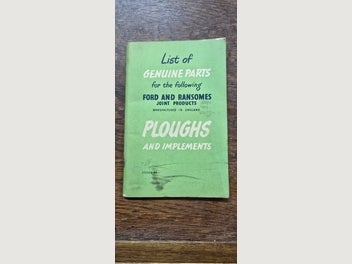 List of
GENUINE PARTS
for the following
FORD AND RANSOMES
JOINT PRODUCTS
MANUFACTURED IN ENGLAND
PLOUGHS
AND IMPLEMENTS